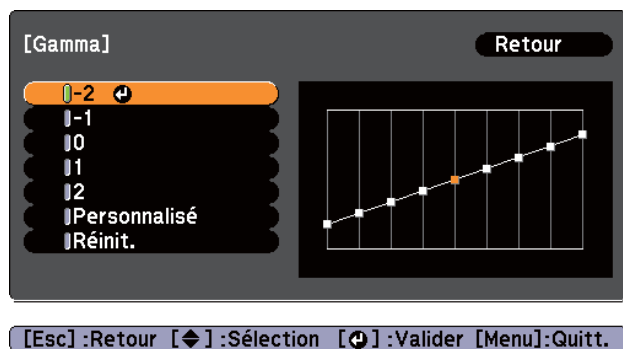 [Gamma]
Retour
-2
-1
0
1
2
Personnalisé
Réinit.
[Esc] :Retour [◆] :Sélection [⏎] :Valider [Menu]:Quitt.